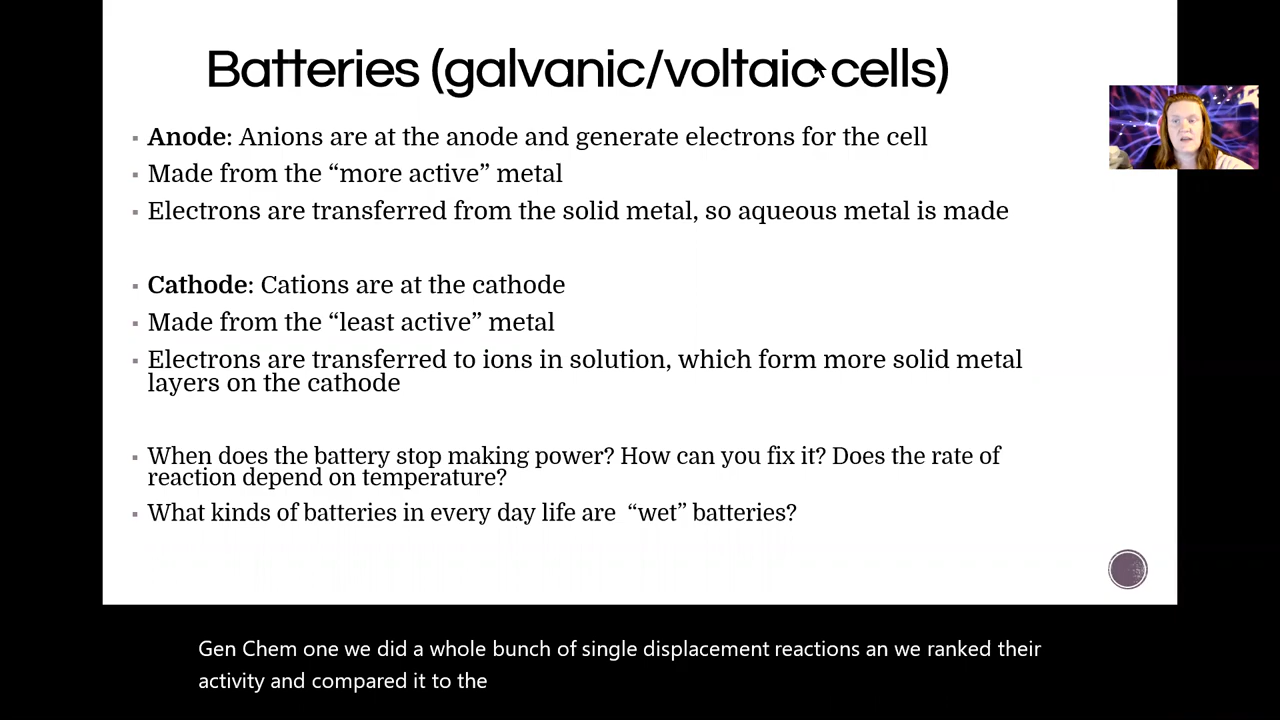 Batteries (galvanic/voltaic cells)
▪ Anode: Anions are at the anode and generate electrons for the cell
▪ Made from the “more active” metal
▪ Electrons are transferred from the solid metal, so aqueous metal is made
▪ Cathode: Cations are at the cathode
▪ Made from the “least active” metal
▪ Electrons are transferred to ions in solution, which form more solid metal
layers on the cathode
▪ When does the battery stop making power? How can you fix it? Does the rate of
reaction depend on temperature?
▪ What kinds of batteries in every day life are “wet” batteries?
Gen Chem one we did a whole bunch of single displacement reactions an we ranked their
activity and compared it to the